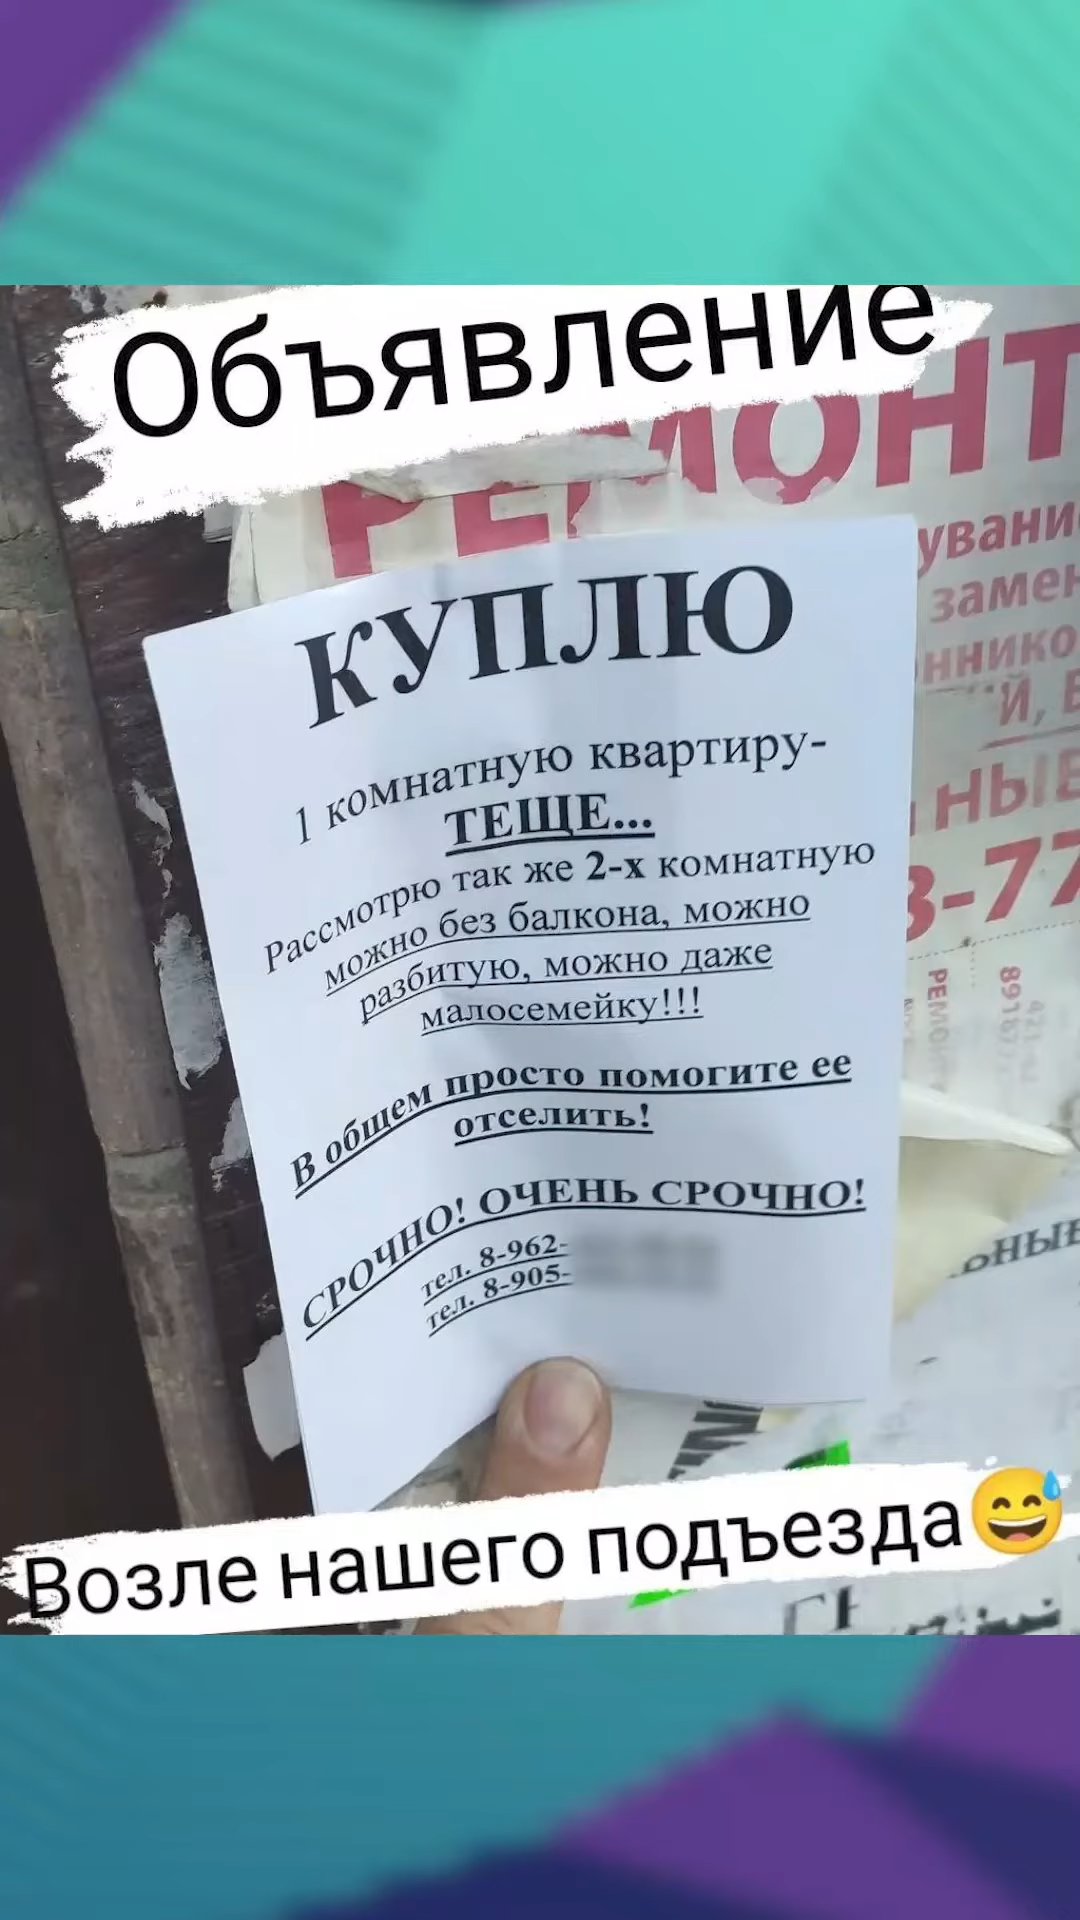 Объявление
РЕМОНТ
КУПЛЮ
1 комнатную квартиру-
ТЕЩЕ...
Рассмотрю так же 2-х комнатную
можно без балкона, можно
разбитую, можно даже
малосемейку!!!
В общем просто помогите ее
отселить!
СРОЧНО! ОЧЕНЬ СРОЧНО!
тел. 8-962-
тел. 8-905-
РЕМОНТ
Возле нашего подъезда😅